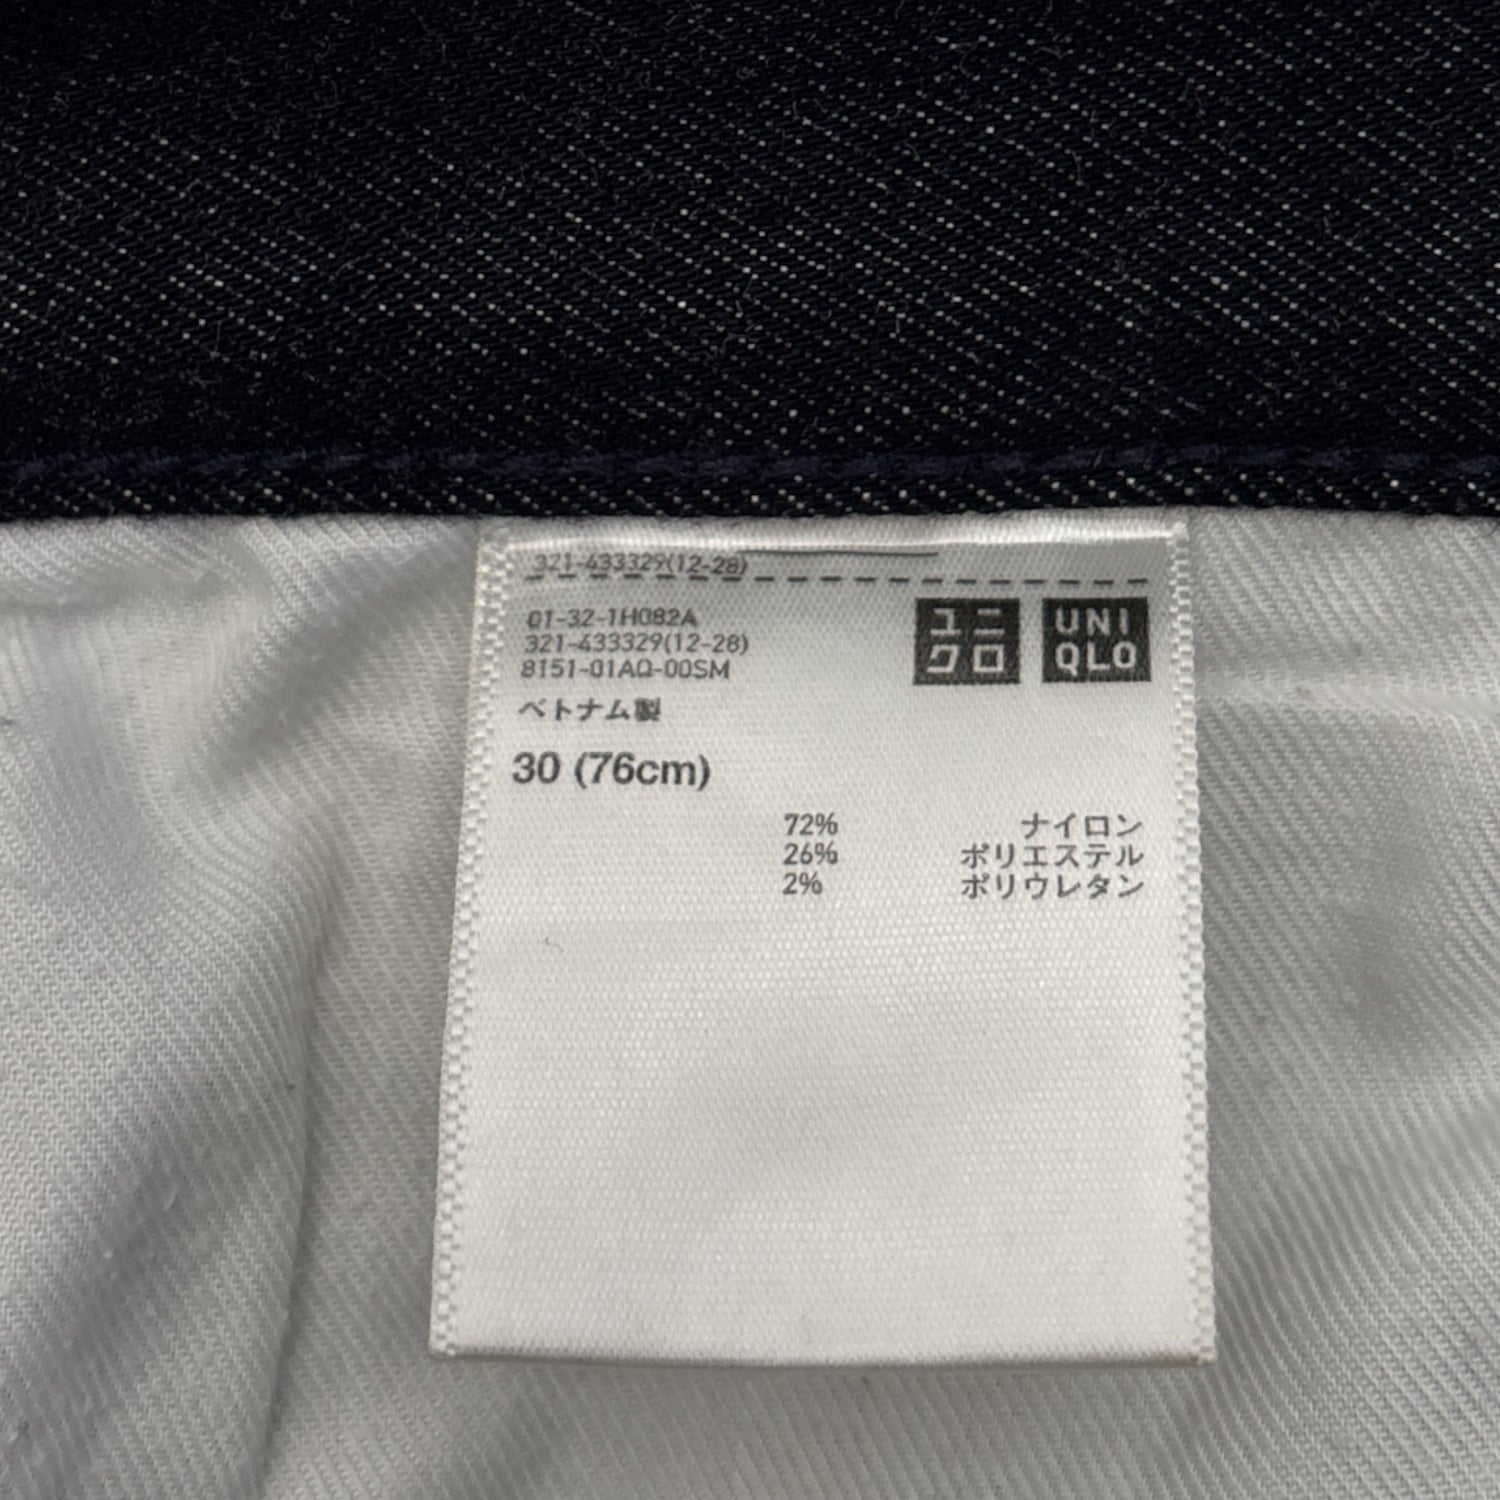 321-433329(12-28)
01-32-1H082A
321-433329(12-28)
8151-01AQ-00SM
ユニ
クロ
UNI
QLO
ベトナム製
30 (76cm)
72% ナイロン
26% ポリエステル
2% ポリウレタン